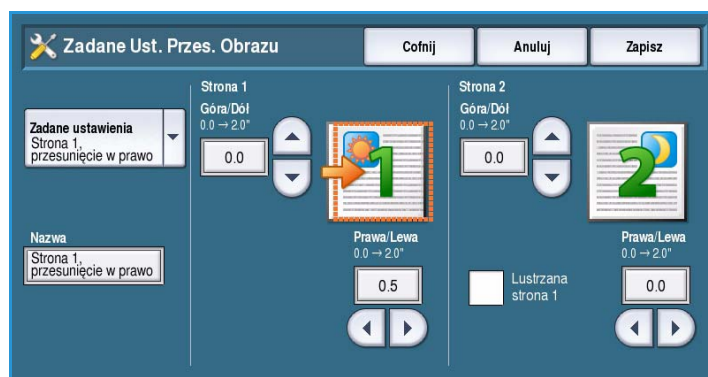 Zadane Ust. Przes. Obrazu
Cofnij
Anuluj
Zapisz
Zadane ustawienia
Strona 1,
przesunięcie w prawo
Nazwa
Strona 1,
przesunięcie w prawo
Strona 1
Góra/Dół
0.0 → 2.0"
0.0
1
Prawa/Lewa
0.0 → 2.0"
0.5
Strona 2
Góra/Dół
0.0 → 2.0"
0.0
2
Lustrzana
strona 1
Prawa/Lewa
0.0 → 2.0"
0.0